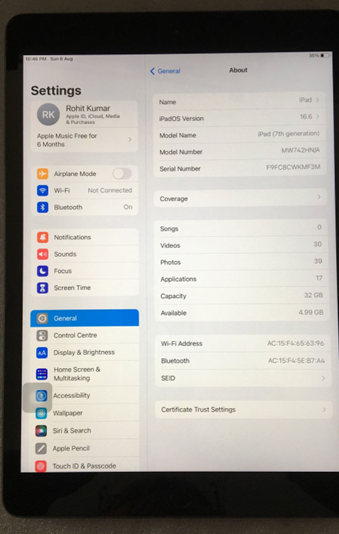 10:46 PM Sun 6 Aug
86%
Settings
RK
Rohit Kumar
Apple ID, iCloud, Media
& Purchases
Apple Music Free for
6 Months
Airplane Mode
Wi-Fi Not Connected
Bluetooth On
Notifications
Sounds
Focus
Screen Time
General
Control Centre
AA Display & Brightness
Home Screen &
Multitasking
Accessibility
Wallpaper
Siri & Search
Apple Pencil
Touch ID & Passcode
General
About
Name iPad
iPadOS Version 16.6
Model Name iPad (7th generation)
Model Number MW742HN/A
Serial Number F9FC8CWKMF3M
Coverage
Songs 0
Videos 30
Photos 39
Applications 17
Capacity 32 GB
Available 4.99 GB
Wi-Fi Address AC:15:F4:65:63:96
Bluetooth AC:15:F4:5E:87:A4
SEID
Certificate Trust Settings